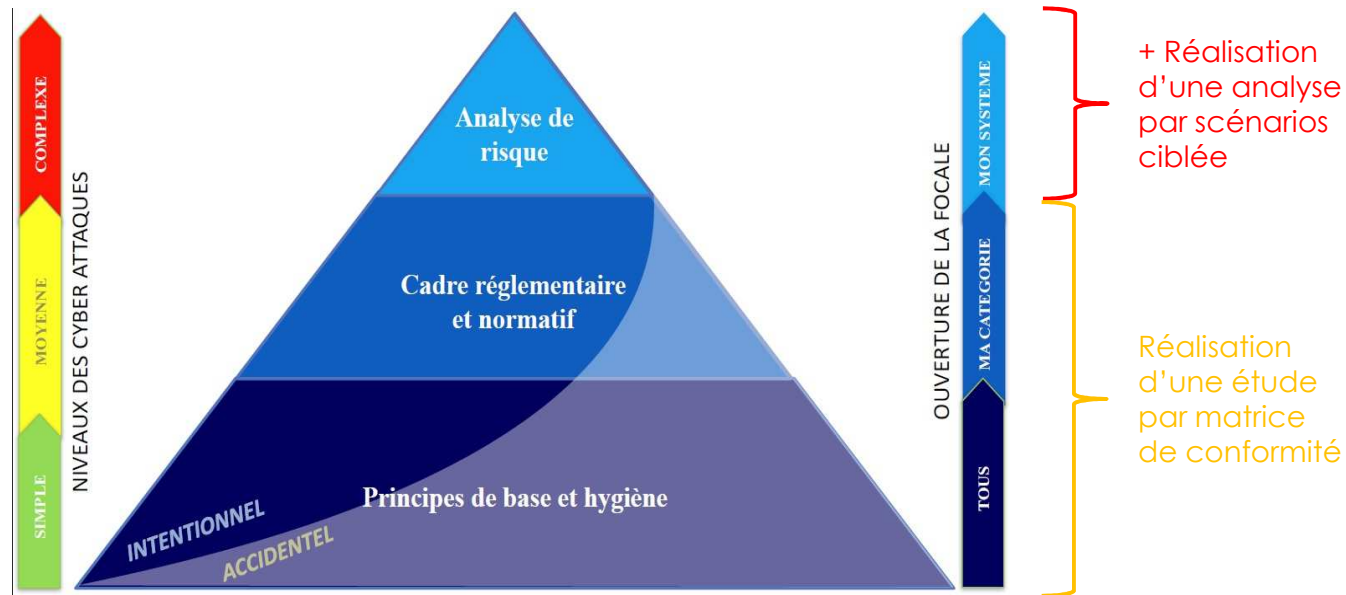 COMPLEXE
MOYENNE
SIMPLE
NIVEAUX DES CYBER ATTAQUES
Analyse de
risque
Cadre réglementaire
et normatif
Principes de base et hygiène
INTENTIONNEL
ACCIDENTEL
OUVERTURE DE LA FOCALE
MON SYSTEME
MA CATEGORIE
TOUS
+ Réalisation
d'une analyse
par scénarios
ciblée
Réalisation
d'une étude
par matrice
de conformité